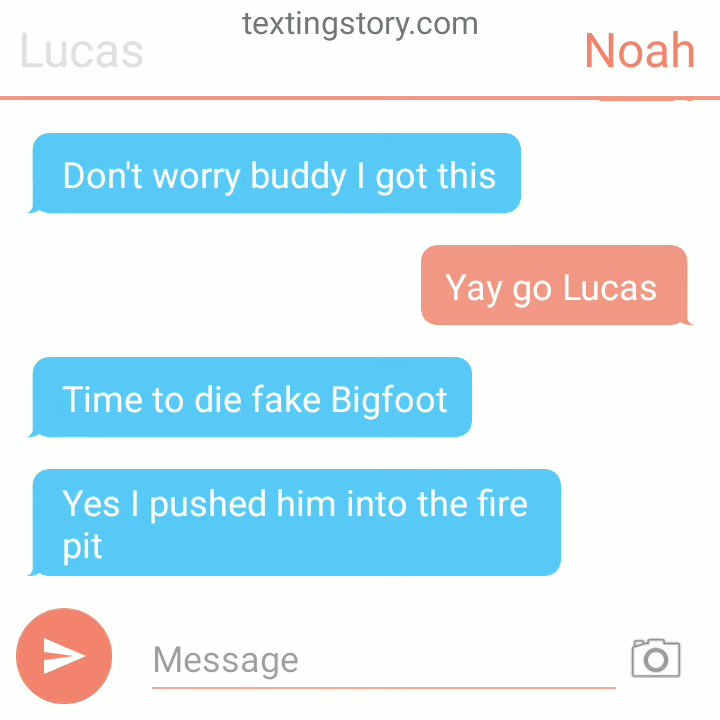 textingstory.com
Lucas
Noah
Don't worry buddy I got this
Yay go Lucas
Time to die fake Bigfoot
Yes I pushed him into the fire
pit
Message